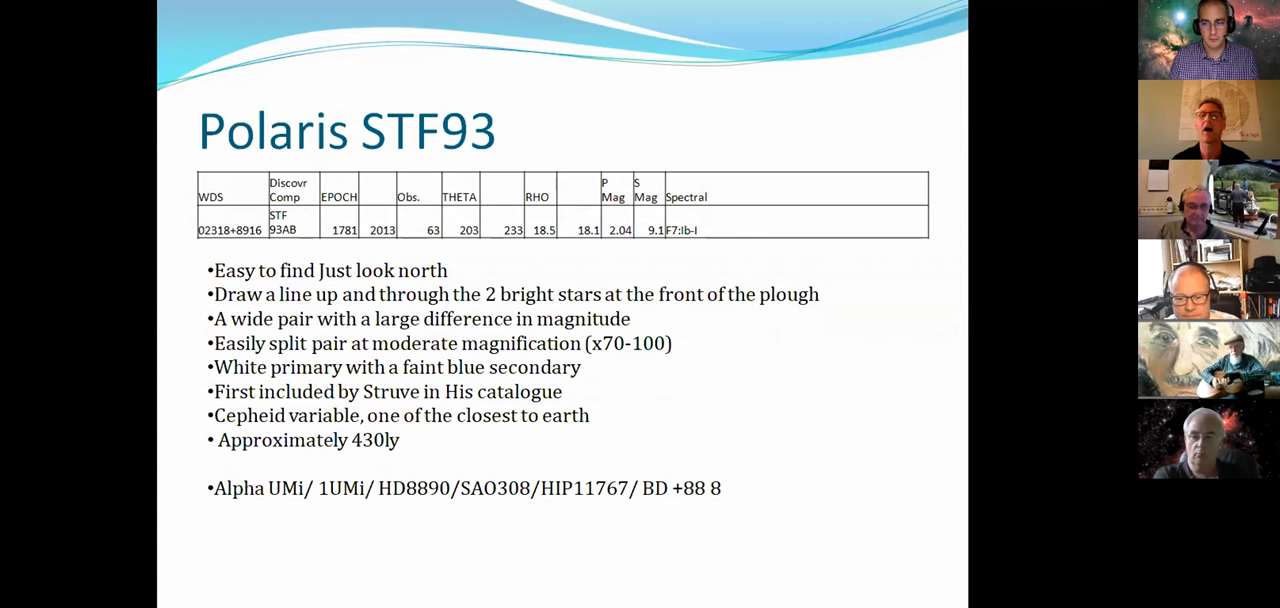 Polaris STF93
WDS Discovr Comp EPOCH Obs. THETA RHO P Mag S Mag Spectral
02318+8916 STF 93AB 1781 2013 63 203 233 18.5 18.1 2.04 9.1 F7:Ib-I
•Easy to find Just look north
•Draw a line up and through the 2 bright stars at the front of the plough
•A wide pair with a large difference in magnitude
•Easily split pair at moderate magnification (x70-100)
•White primary with a faint blue secondary
•First included by Struve in His catalogue
•Cepheid variable, one of the closest to earth
• Approximately 430ly
•Alpha UMi/ 1UMi/ HD8890/SAO308/HIP11767/ BD +88 8